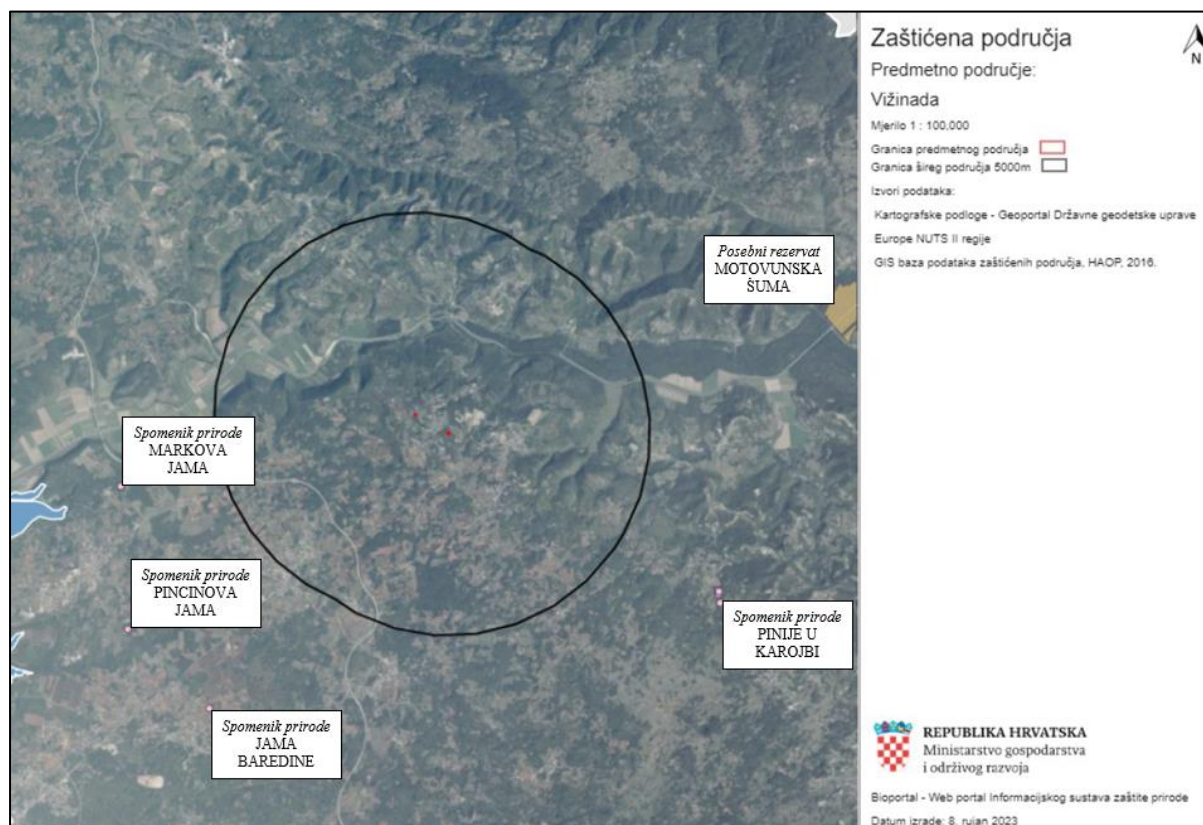 Zaštićena područja
N
Predmetno područje:
Vižinada
Mjerilo 1 : 100,000
Granica predmetnog područja
Granica šireg područja 5000m
Izvori podataka:
Kartografske podloge - Geoportal Državne geodetske uprave
Europe NUTS II regije
GIS baza podataka zaštićenih područja, HAOP, 2016.
Posebni rezervat
MOTOVUNSKA
ŠUMA
Spomenik prirode
MARKOVA
JAMA
Spomenik prirode
PINCINOVA
JAMA
Spomenik prirode
PINIJE U
KAROJBI
Spomenik prirode
JAMA
BAREDINE
REPUBLIKA HRVATSKA
Ministarstvo gospodarstva
i održivog razvoja
Bioportal - Web portal Informacijskog sustava zaštite prirode
Datum izrade: 8. rujan 2023